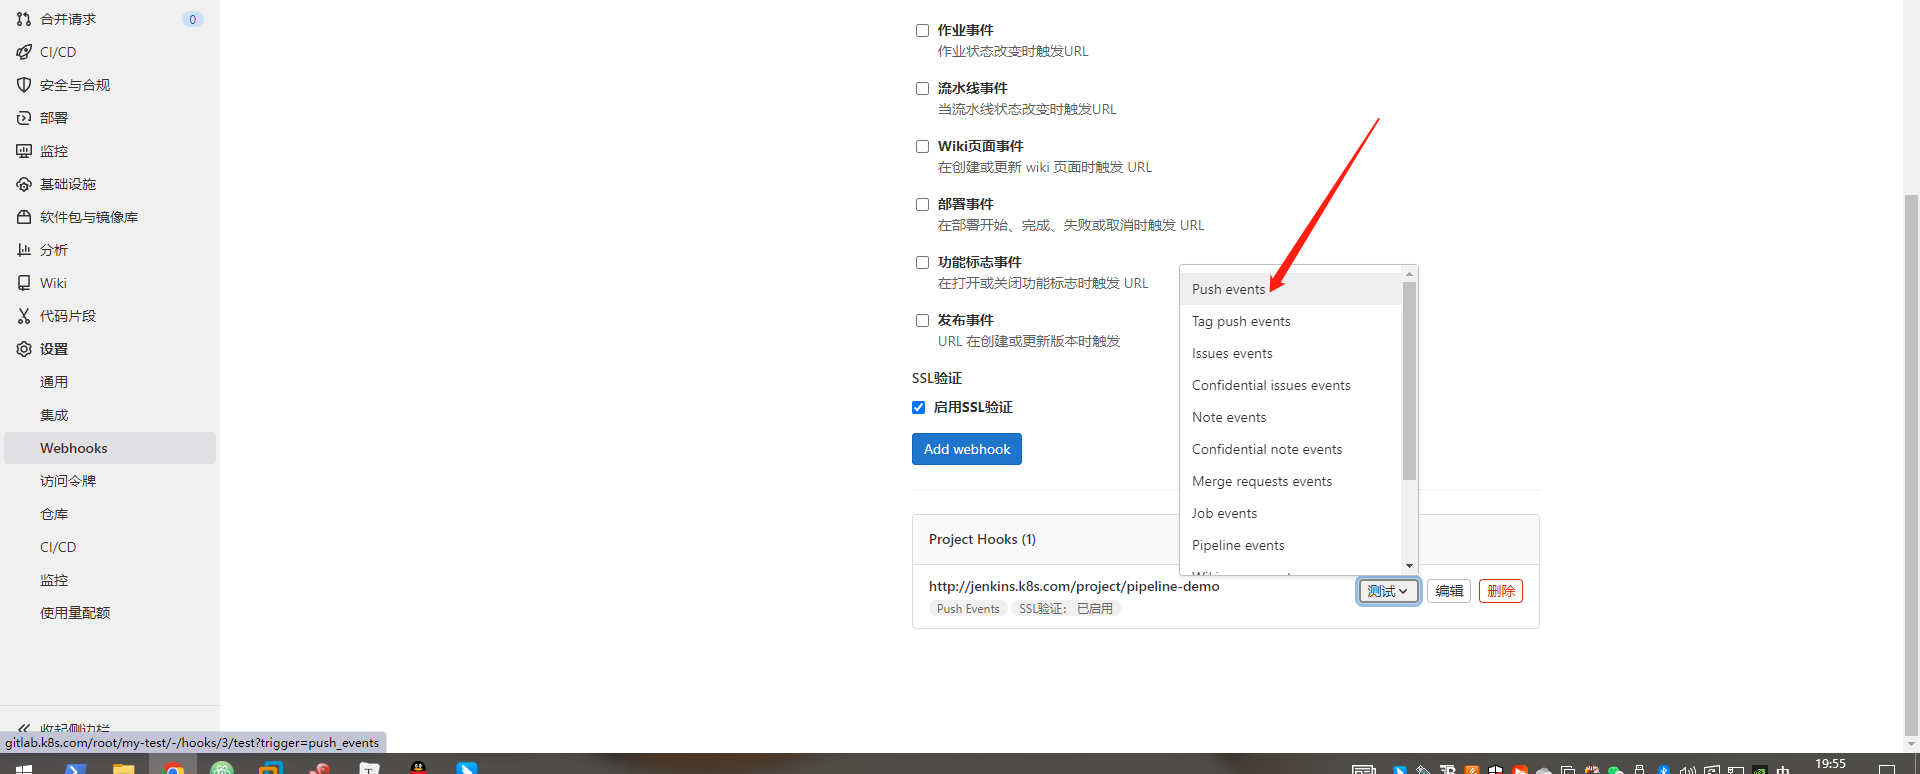 合并请求
0
CI/CD
安全与合规
部署
监控
基础设施
软件包与镜像库
分析
Wiki
代码片段
设置
通用
集成
Webhooks
访问令牌
仓库
CI/CD
监控
使用量配额
收起侧边栏
gitlab.k8s.com/root/my-test/-/hooks/3/test?trigger=push_events
作业事件
作业状态改变时触发URL
流水线事件
当流水线状态改变时触发URL
Wiki页面事件
在创建或更新 wiki 页面时触发 URL
部署事件
在部署开始、完成、失败或取消时触发 URL
功能标志事件
在打开或关闭功能标志时触发 URL
发布事件
URL 在创建或更新版本时触发
SSL验证
启用SSL验证
Add webhook
Push events
Tag push events
Issues events
Confidential issues events
Note events
Confidential note events
Merge requests events
Job events
Pipeline events
Project Hooks (1)
http://jenkins.k8s.com/project/pipeline-demo
Push Events
SSL验证： 已启用
测试
编辑
删除
中
19:55